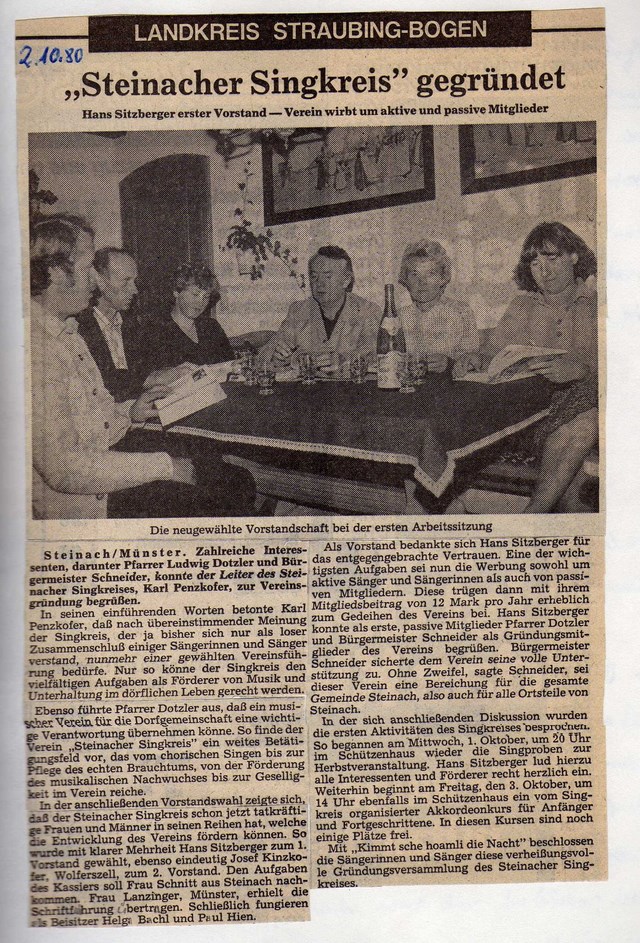 LANDKREIS STRAUBING-BOGEN
2.10.80
„Steinacher Singkreis” gegründet
Hans Sitzberger erster Vorstand — Verein wirbt um aktive und passive Mitglieder
Die neugewählte Vorstandschaft bei der ersten Arbeitssitzung
Steinach/Münster. Zahlreiche Interes-
senten, darunter Pfarrer Ludwig Dotzler und Bür-
germeister Schneider, konnte der Leiter des Stei-
nacher Singkreises, Karl Penzkofer, zur Vereins-
gründung begrüßen.
In seinen einführenden Worten betonte Karl
Penzkofer, daß nach übereinstimmender Meinung
der Singkreis, der ja bisher sich nur als loser
Zusammenschluß einiger Sängerinnen und Sänger
verstand, nunmehr einer gewählten Vereinsfüh-
rung bedürfe. Nur so könne der Singkreis den
vielfältigen Aufgaben als Förderer von Musik und
Unterhaltung im dörflichen Leben gerecht werden.
Ebenso führte Pfarrer Dotzler aus, daß ein musi-
scher Verein für die Dorfgemeinschaft eine wichti-
ge Verantwortung übernehmen könne. So finde der
Verein „Steinacher Singkreis” ein weites Betäti-
gungsfeld vor, das vom chorischen Singen bis zur
Pflege des echten Brauchtums, von der Förderung
des musikalischen Nachwuchses bis zur Gesellig-
keit im Verein reiche.
In der anschließenden Vorstandswahl zeigte sich,
daß der Steinacher Singkreis schon jetzt tatkräfti-
ge Frauen und Männer in seinen Reihen hat, welche
die Entwicklung des Vereins fördern können. So
wurde mit klarer Mehrheit Hans Sitzberger zum 1.
Vorstand gewählt, ebenso eindeutig Josef Kinzko-
fer, Wolferszell, zum 2. Vorstand. Den Aufgaben
des Kassiers soll Frau Schnitt aus Steinach nach-
kommen. Frau Lanzinger, Münster, erhielt die
Schriftführung übertragen. Schließlich fungieren
als Beisitzer Helga Bachl und Paul Hien.
Als Vorstand bedankte sich Hans Sitzberger für
das entgegengebrachte Vertrauen. Eine der wich-
tigsten Aufgaben sei nun die Werbung sowohl um
aktive Sänger und Sängerinnen als auch von passi-
ven Mitgliedern. Diese trügen dann mit ihrem
Mitgliedsbeitrag von 12 Mark pro Jahr erheblich
zum Gedeihen des Vereins bei. Hans Sitzberger
konnte als erste, passive Mitglieder Pfarrer Dotzler
und Bürgermeister Schneider als Gründungsmit-
glieder des Vereins begrüßen. Bürgermeister
Schneider sicherte dem Verein seine volle Unter-
stützung zu. Ohne Zweifel, sagte Schneider, sei
dieser Verein eine Bereichung für die gesamte
Gemeinde Steinach, also auch für alle Ortsteile von
Steinach.
In der sich anschließenden Diskussion wurden
die ersten Aktivitäten des Singkreises besprochen.
So begannen am Mittwoch, 1. Oktober, um 20 Uhr
im Schützenhaus wieder die Singproben zur
Herbstveranstaltung. Hans Sitzberger lud hierzu
alle Interessenten und Förderer recht herzlich ein.
Weiterhin beginnt am Freitag, den 3. Oktober, um
14 Uhr ebenfalls im Schützenhaus ein vom Sing-
kreis organisierter Akkordeonkurs für Anfänger
und Fortgeschrittene. In diesen Kursen sind noch
einige Plätze frei.
Mit „Kimmt sche hoamli die Nacht” beschlossen
die Sängerinnen und Sänger diese verheißungsvol-
le Gründungsversammlung des Steinacher Sing-
kreises.